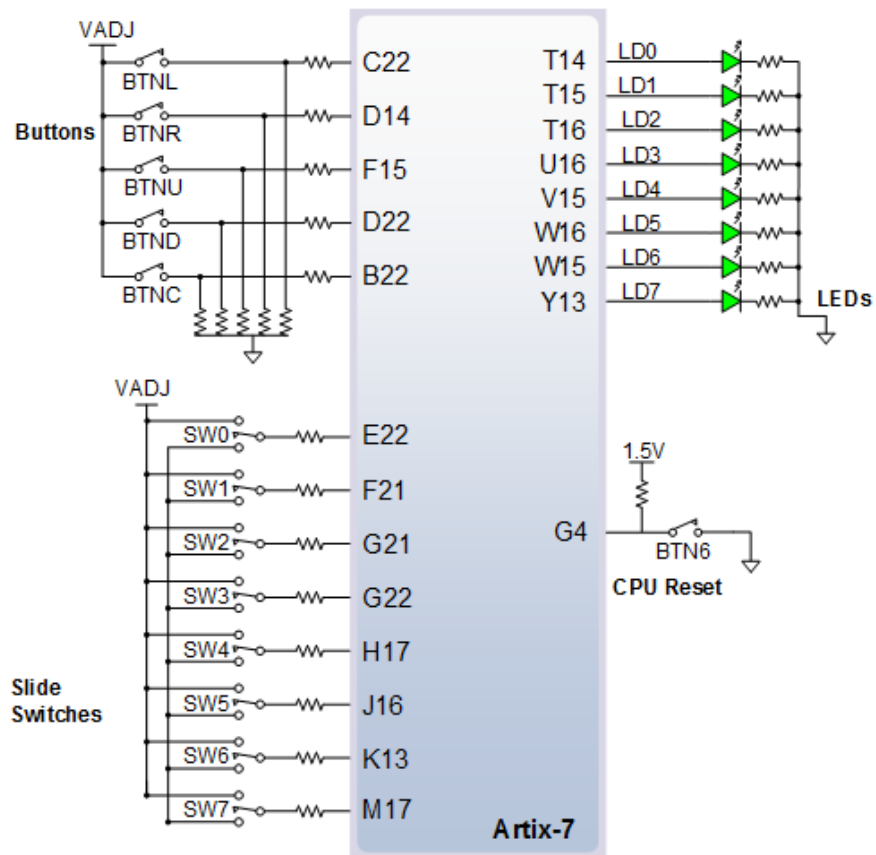 VADJ
BTNL
C22
BTNR
D14
Buttons
BTNU
F15
BTND
D22
BTNC
B22
T14
LD0
T15
LD1
T16
LD2
U16
LD3
V15
LD4
W16
LD5
W15
LD6
Y13
LD7
LEDs
VADJ
SW0
E22
SW1
F21
SW2
G21
SW3
G22
SW4
H17
SW5
J16
SW6
K13
SW7
M17
Slide
Switches
1.5V
G4
BTN6
CPU Reset
Artix-7